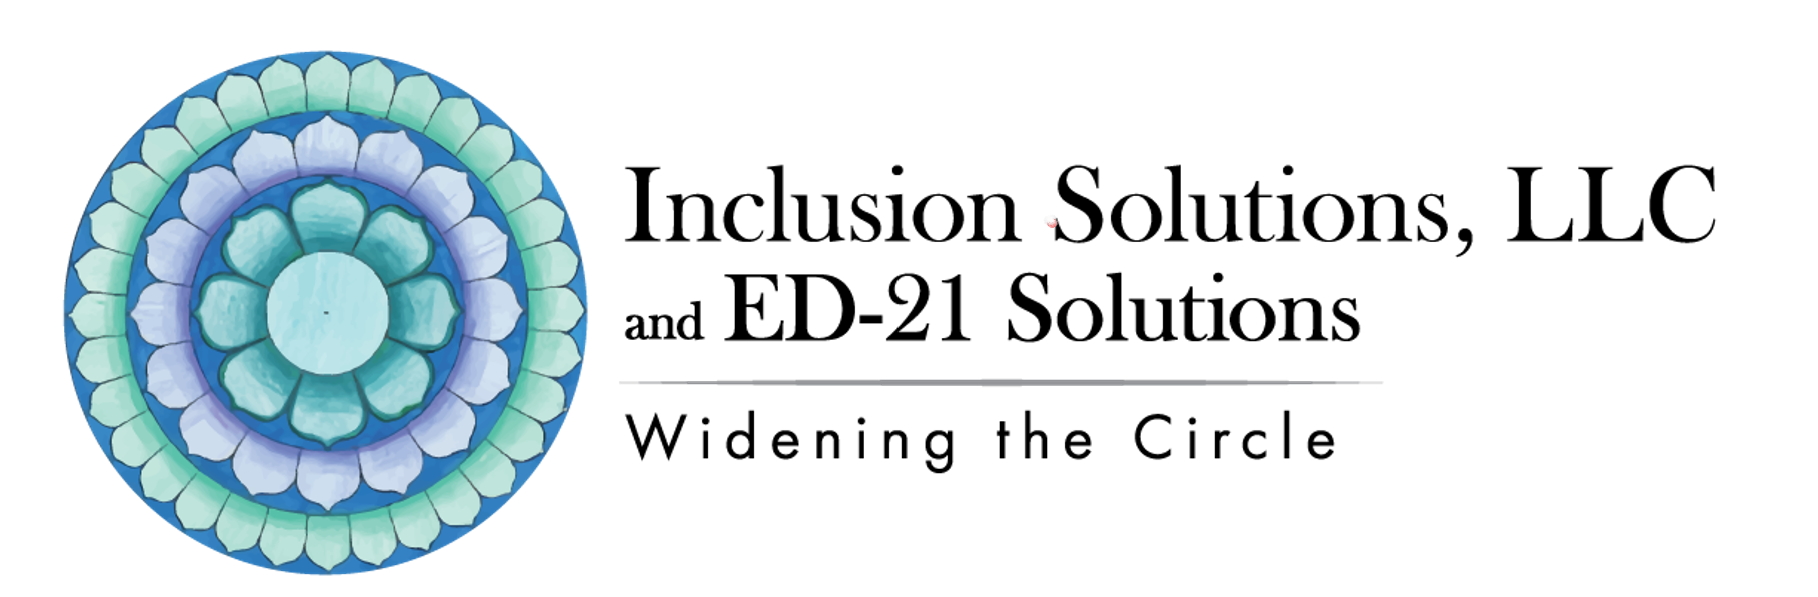 Inclusion Solutions, LLC
and ED-21 Solutions
Widening the Circle